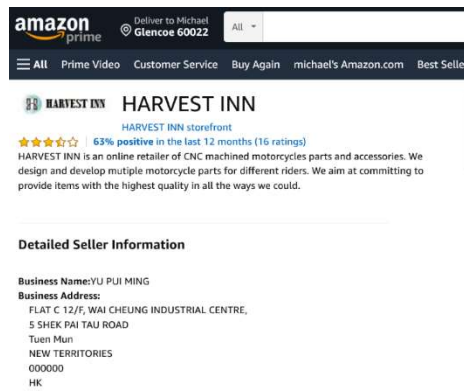 amazon
prime
Deliver to Michael
Glencoe 60022
All
All Prime Video Customer Service Buy Again michael's Amazon.com Best Selle
HARVEST INN HARVEST INN
HARVEST INN storefront
63% positive in the last 12 months (16 ratings)
HARVEST INN is an online retailer of CNC machined motorcycles parts and accessories. We
design and develop mutiple motorcycle parts for different riders. We aim at committing to
provide items with the highest quality in all the ways we could.
Detailed Seller Information
Business Name:YU PUI MING
Business Address:
FLAT C 12/F, WAI CHEUNG INDUSTRIAL CENTRE,
5 SHEK PAI TAU ROAD
Tuen Mun
NEW TERRITORIES
000000
HK